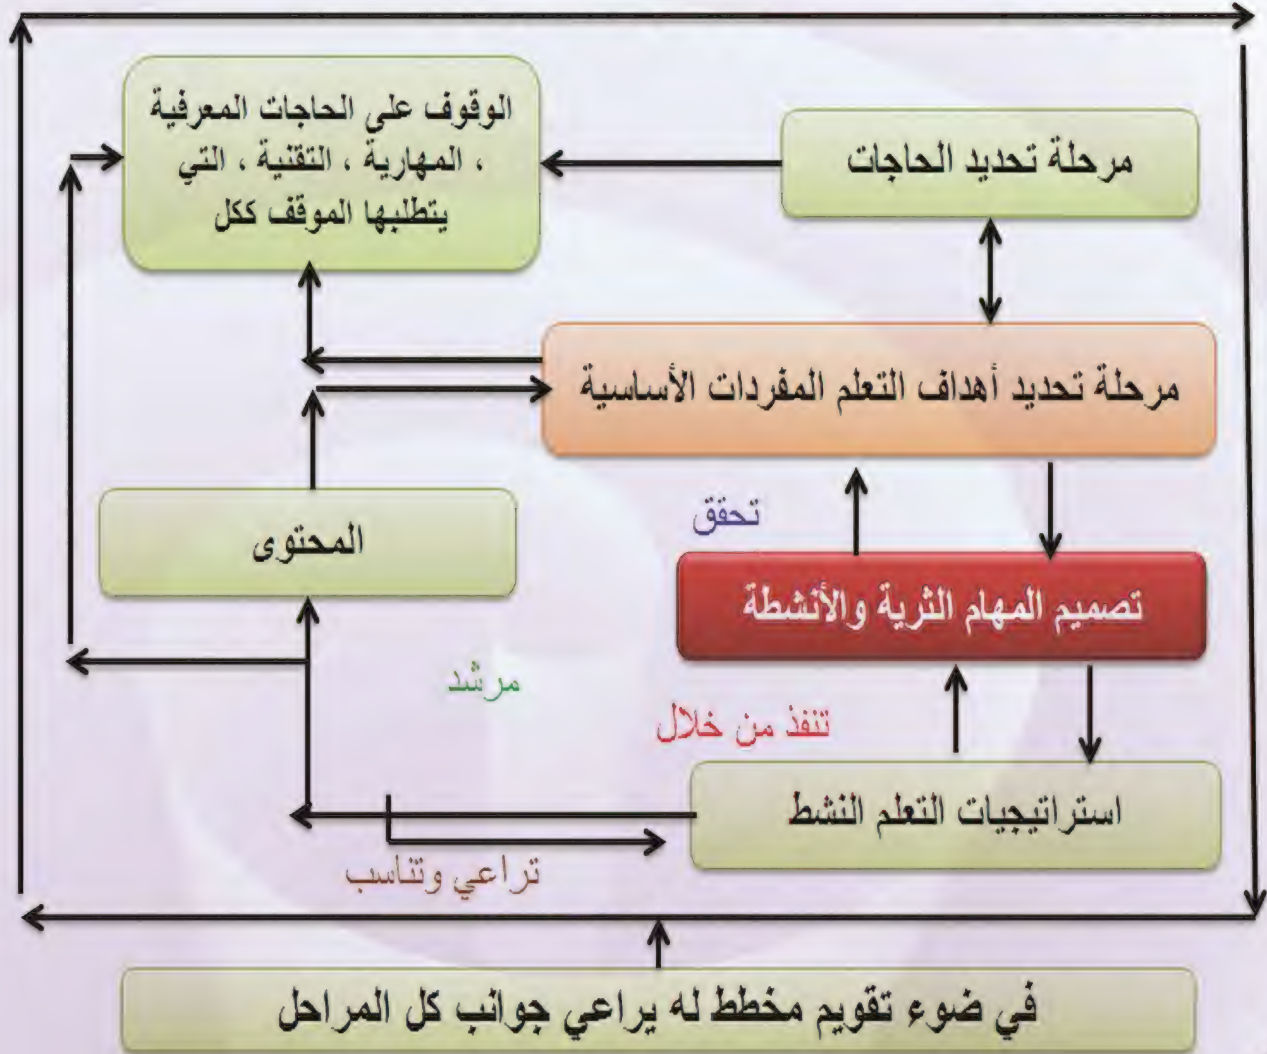 مرحلة تحديد الحاجات
الوقوف على الحاجات المعرفية
، المهارية ، التقنية ، التي
يتطلبها الموقف ككل
مرحلة تحديد أهداف التعلم المفردات الأساسية
تحقق
المحتوى
تصميم المهام الثرية والأنشطة
مرشد
تنفذ من خلال
استراتيجيات التعلم النشط
تراعي وتناسب
في ضوء تقويم مخطط له يراعي جوانب كل المراحل